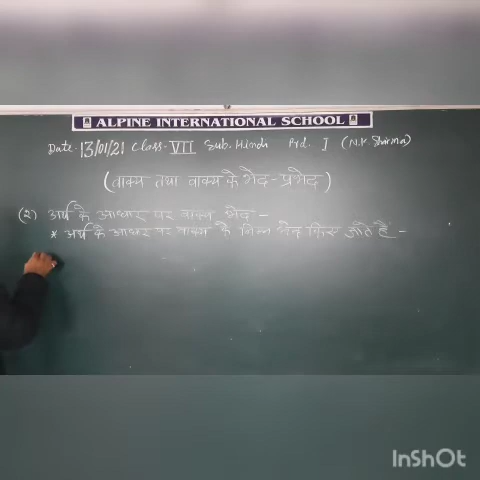 ALPINE INTERNATIONAL SCHOOL
Date-13/01/21 Class-VII Sub. Hindi Prd. I (N.K. Sharma)
(वाक्य तथा वाक्य के भेद-प्रभेद)
(2) अर्थ के आधार पर वाक्य भेद -
* अर्थ के आधार पर वाक्य के निम्न भेद किए जाते हैं -
InShOt